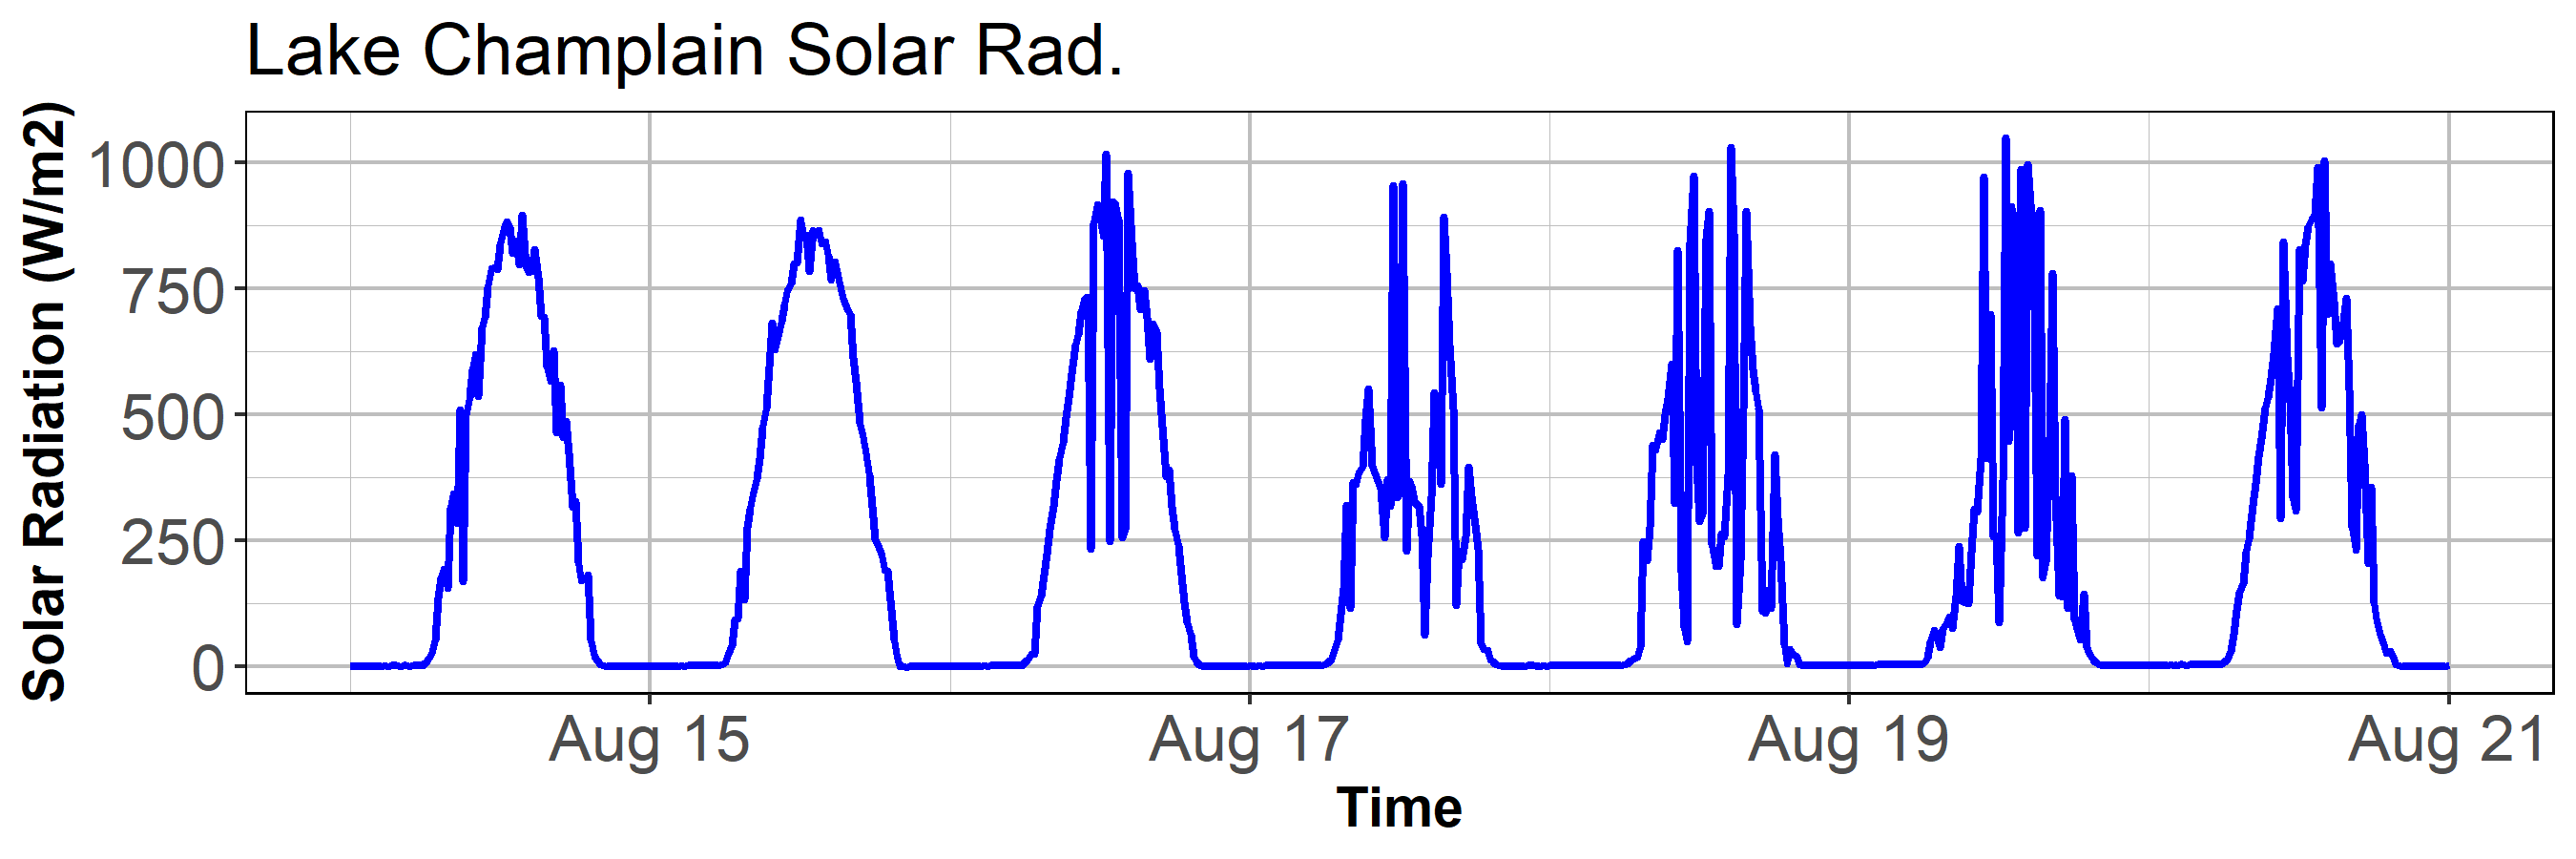 Lake Champlain Solar Rad.
Solar Radiation (W/m2)
1000
750
500
250
0
Aug 15
Aug 17
Aug 19
Aug 21
Time